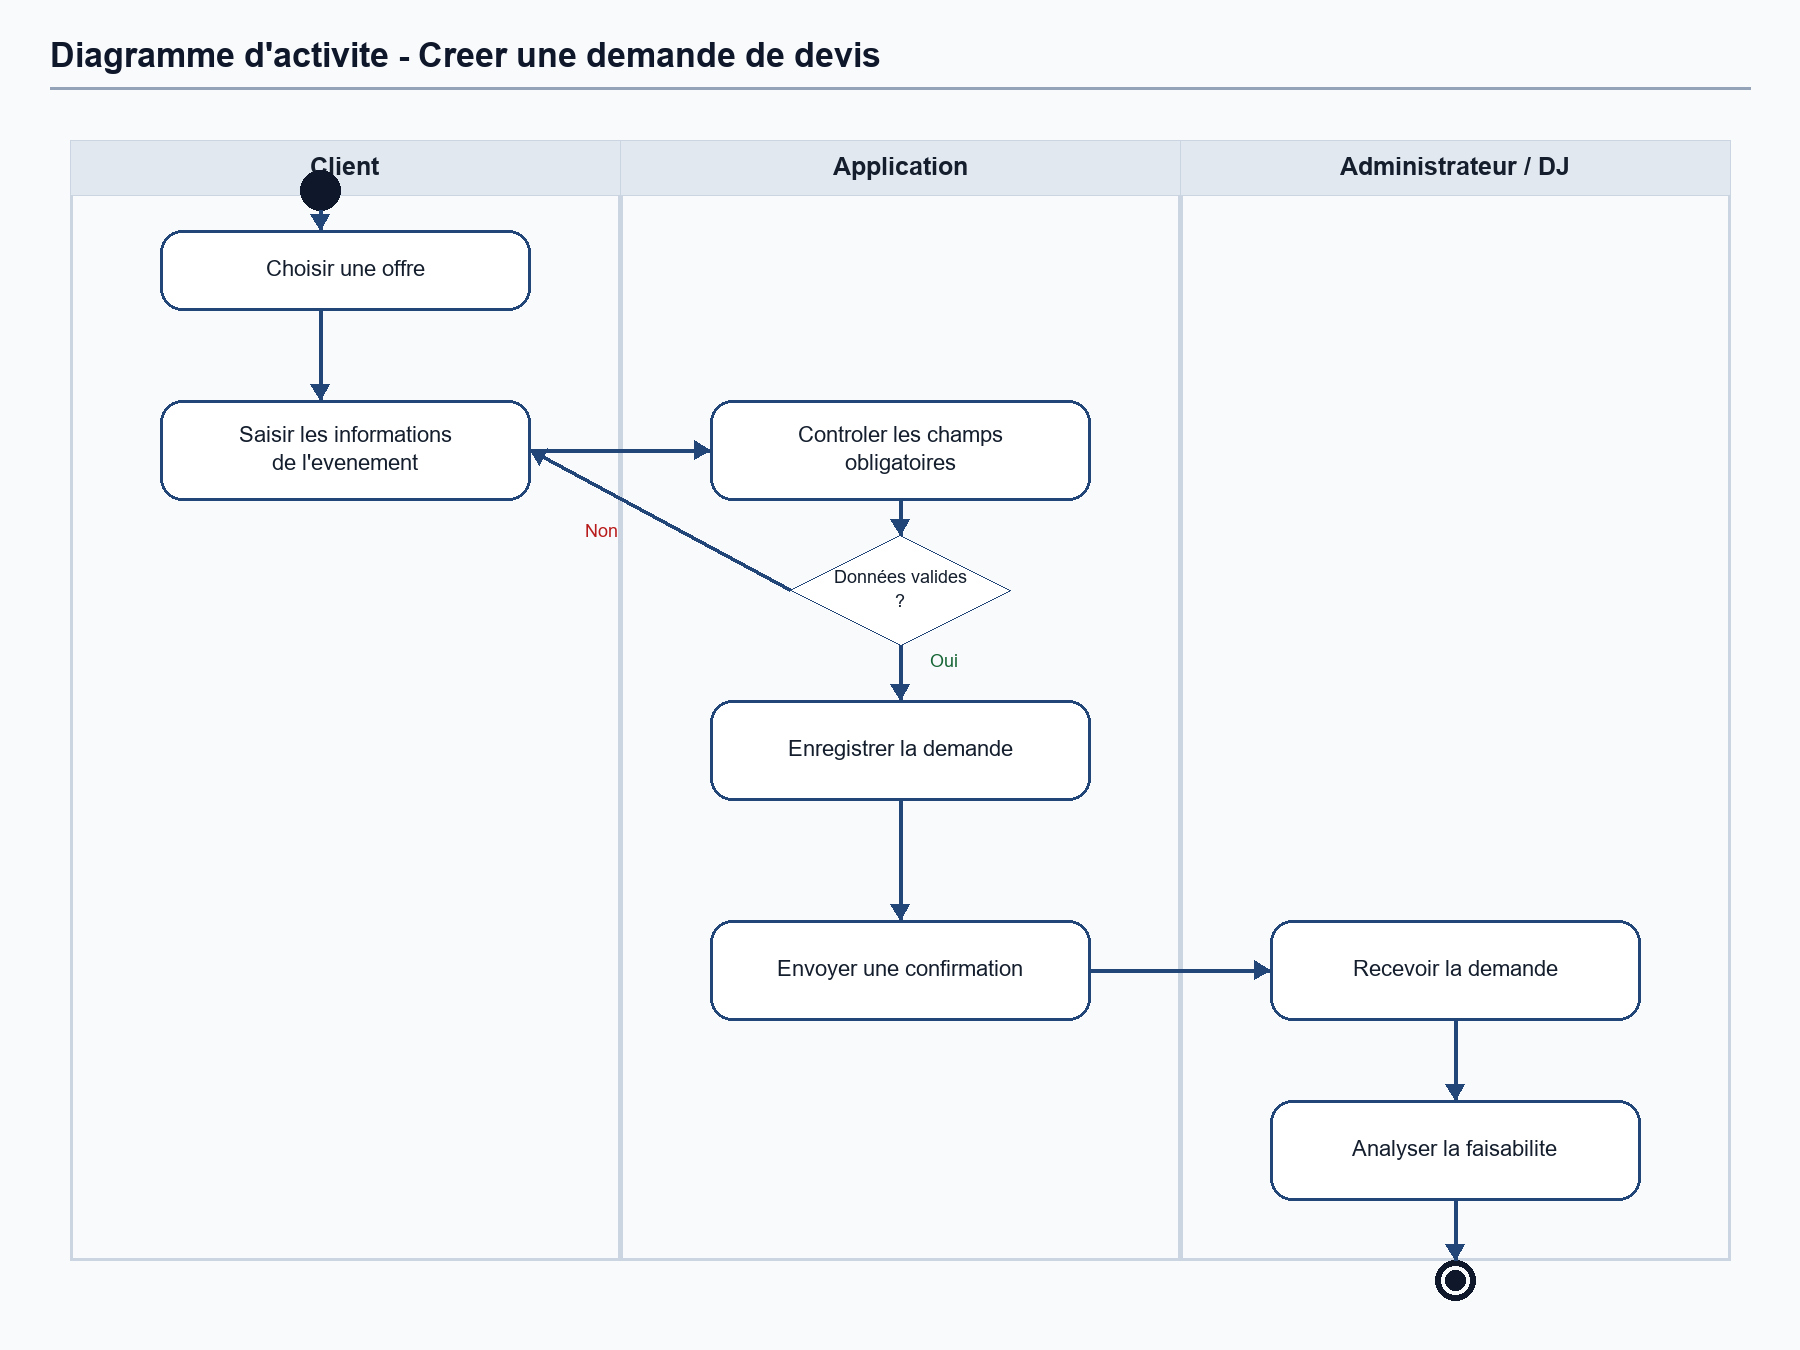 Diagramme d'activite - Creer une demande de devis
Client
Application
Administrateur / DJ
Choisir une offre
Saisir les informations
de l'evenement
Controler les champs
obligatoires
Non
Données valides
?
Oui
Enregistrer la demande
Envoyer une confirmation
Recevoir la demande
Analyser la faisabilite